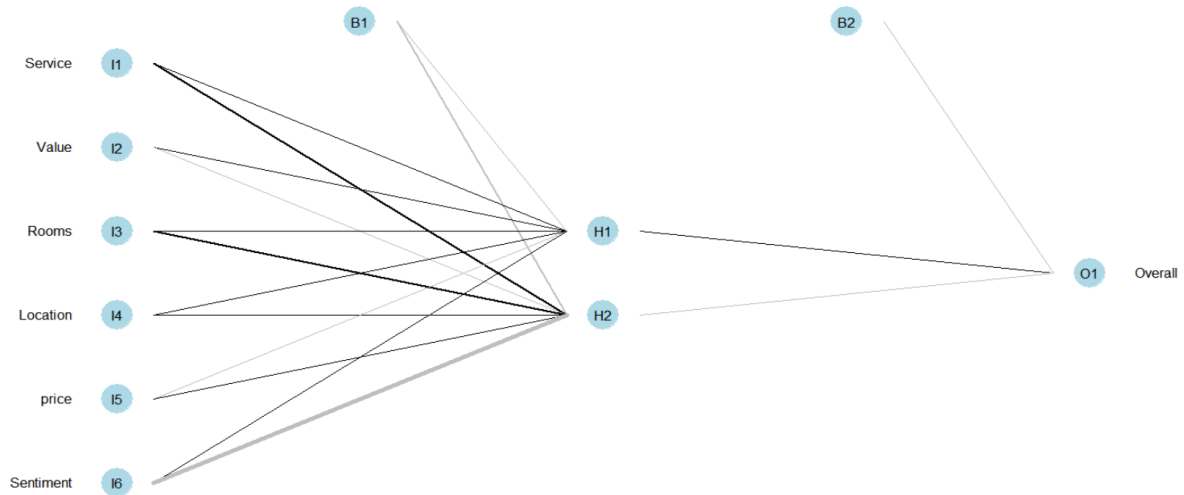 B1
B2
Service I1
Value I2
Rooms I3 H1
O1 Overall
Location I4 H2
price I5
Sentiment I6